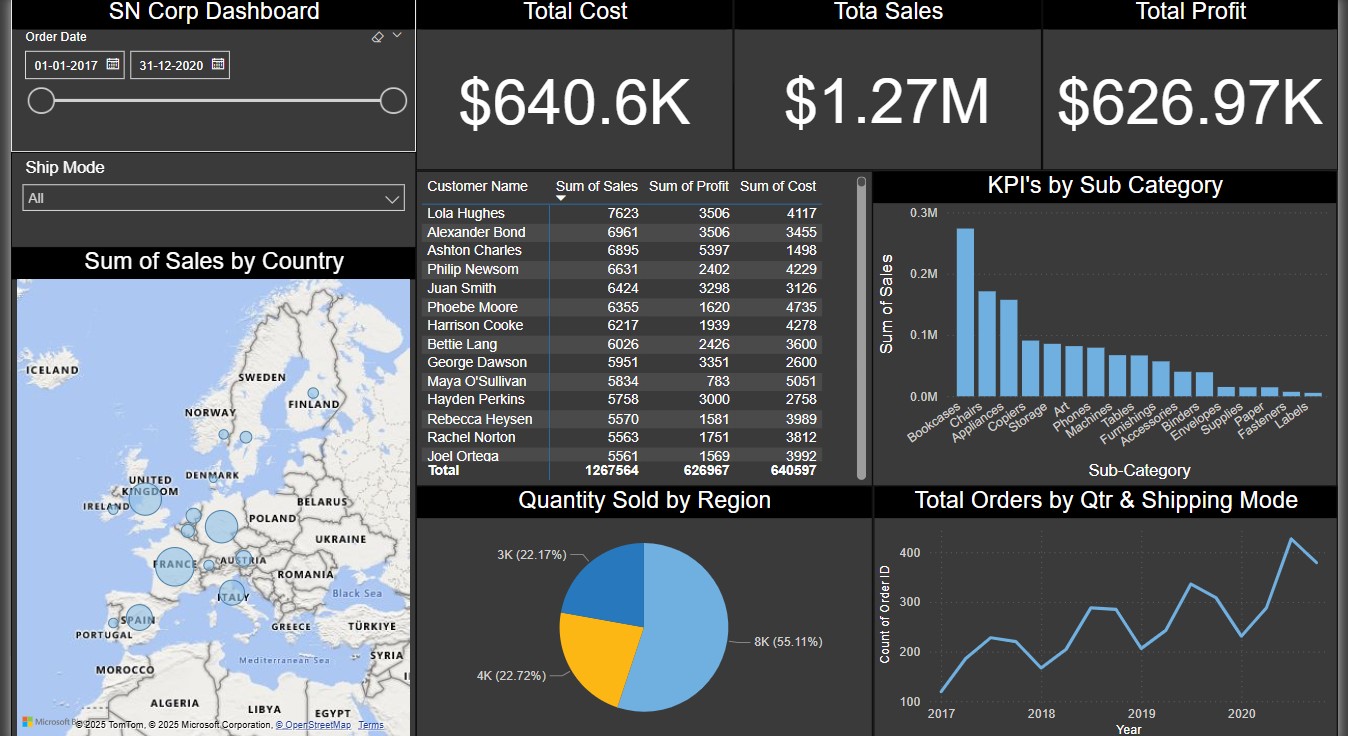 SN Corp Dashboard
Order Date
01-01-2017
31-12-2020
Ship Mode
All
Total Cost
$640.6K
Tota Sales
$1.27M
Total Profit
$626.97K
Sum of Sales by Country
ICELAND
SWEDEN
FINLAND
NORWAY
DENMARK
UNITED
KINGDOM
IRELAND
BELARUS
POLAND
UKRAINE
FRANCE
AUSTRIA
ROMANIA
ITALY
Black Sea
SPAIN
PORTUGAL
GREECE
TÜRKIYE
SYRIA
Mediterranean Sea
MOROCCO
ALGERIA
LIBYA
EGYPT
© 2025 TomTom, © 2025 Microsoft Corporation, © OpenStreetMap Terms
Customer Name Sum of Sales Sum of Profit Sum of Cost
Lola Hughes 7623 3506 4117
Alexander Bond 6961 3506 3455
Ashton Charles 6895 5397 1498
Philip Newsom 6631 2402 4229
Juan Smith 6424 3298 3126
Phoebe Moore 6355 1620 4735
Harrison Cooke 6217 1939 4278
Bettie Lang 6026 2426 3600
George Dawson 5951 3351 2600
Maya O'Sullivan 5834 783 5051
Hayden Perkins 5758 3000 2758
Rebecca Heysen 5570 1581 3989
Rachel Norton 5563 1751 3812
Joel Ortega 5561 1569 3992
Total 1267564 626967 640597
KPI's by Sub Category
Sum of Sales
0.3M
0.2M
0.1M
0.0M
Bookcases
Chairs
Appliances
Copiers
Storage
Art
Phones
Machines
Tables
Furnishings
Accessories
Binders
Envelopes
Supplies
Paper
Fasteners
Labels
Sub-Category
Quantity Sold by Region
3K (22.17%)
8K (55.11%)
4K (22.72%)
Total Orders by Qtr & Shipping Mode
Count of Order ID
400
300
200
100
2017
2018
2019
2020
Year